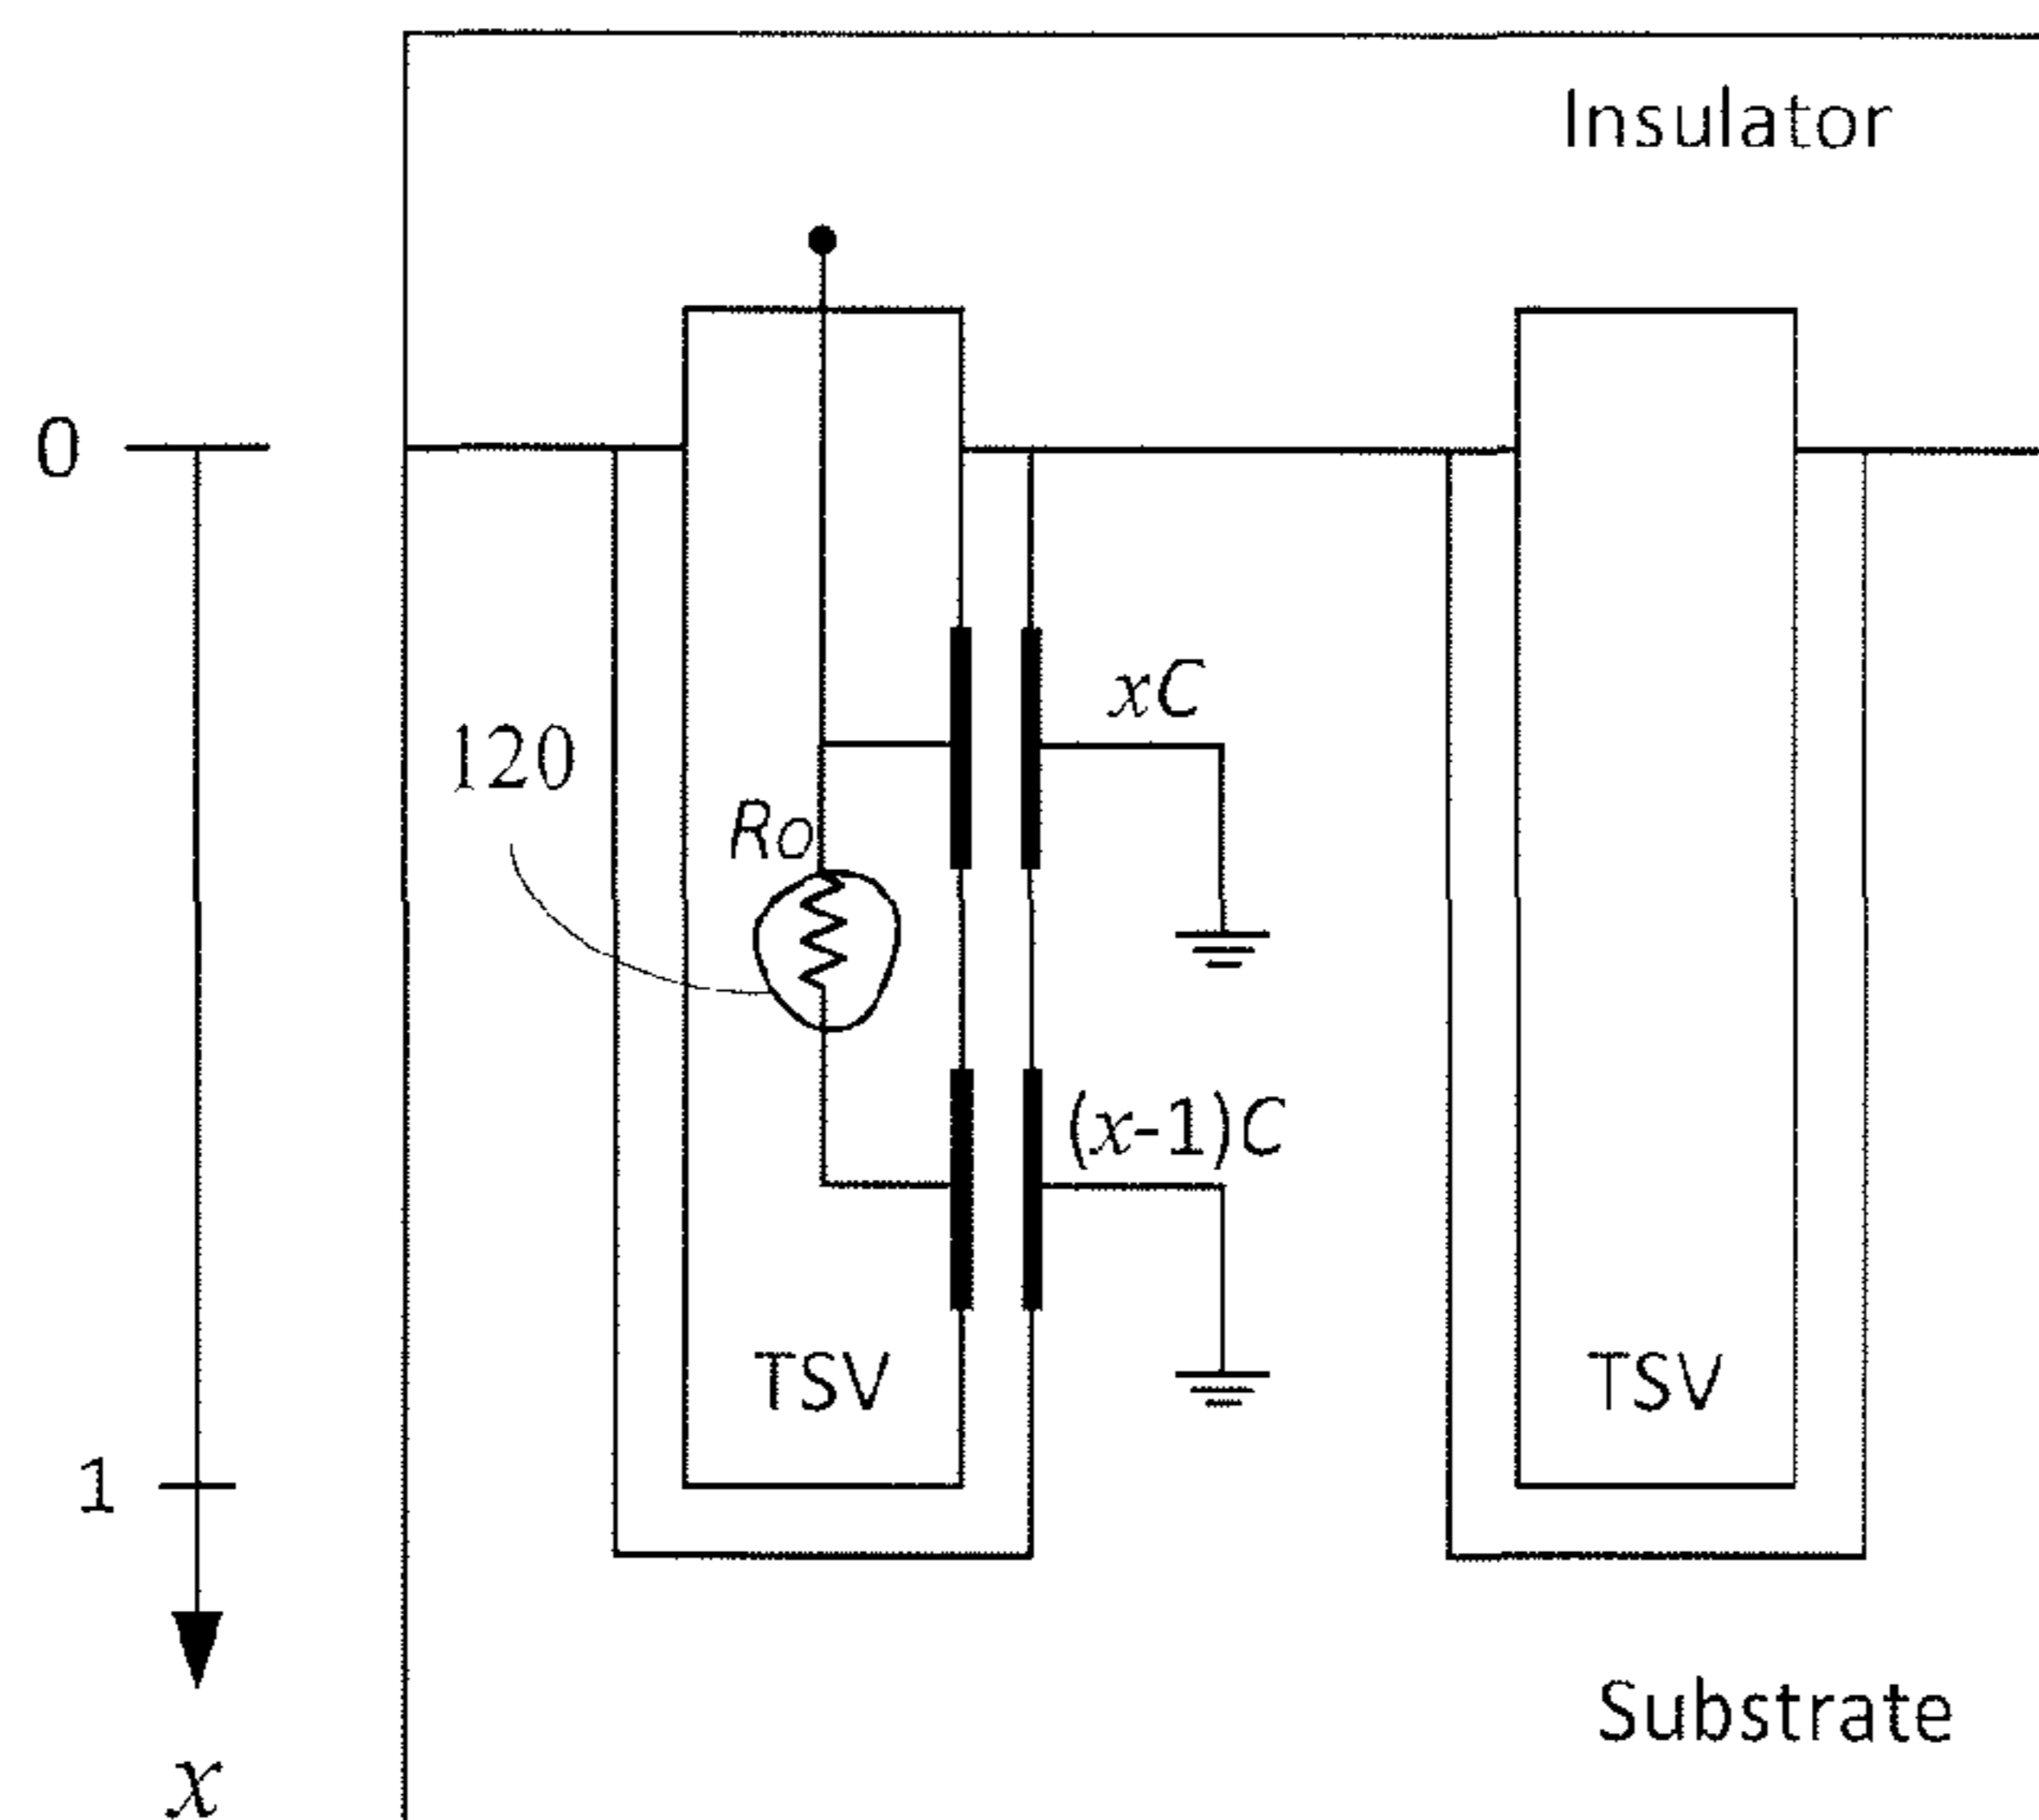 Insulator
0
xC
120
Ro
(x-1)C
TSV
TSV
1
Substrate
x